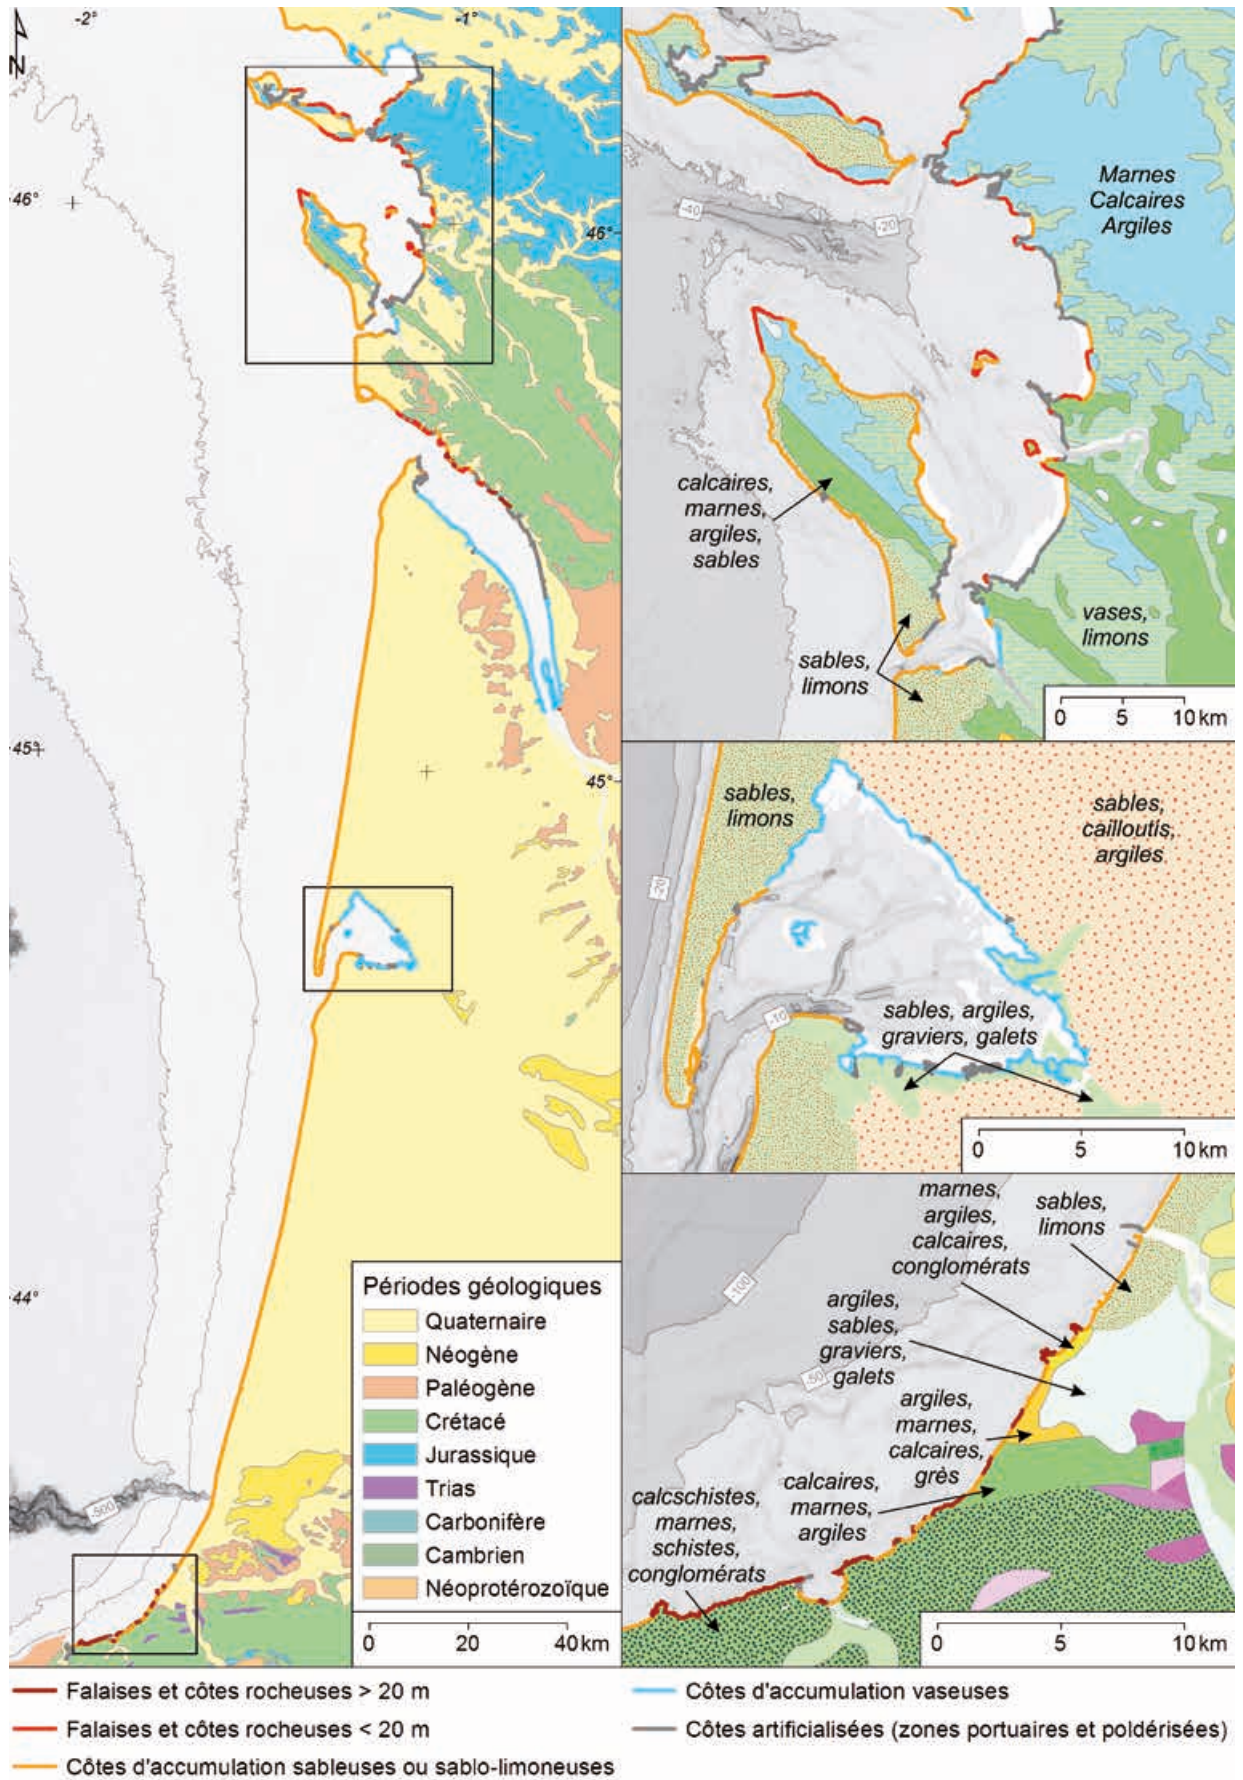 -2°
-1°
N
46°
46°
45°
45°
44°
-500
Périodes géologiques
Quaternaire
Néogène
Paléogène
Crétacé
Jurassique
Trias
Carbonifère
Cambrien
Néoprotérozoïque
0 20 40 km
Marnes
Calcaires
Argiles
-40
-20
calcaires,
marnes,
argiles,
sables
vases,
limons
sables,
limons
0 5 10 km
sables,
limons
sables,
cailloutis,
argiles
-20
-10
sables, argiles,
graviers, galets
0 5 10 km
marnes,
argiles,
calcaires,
conglomérats
sables,
limons
-100
argiles,
sables,
graviers,
galets
-50
argiles,
marnes,
calcaires,
grès
calcaires,
marnes,
argiles
calcschistes,
marnes,
schistes,
conglomérats
0 5 10 km
Falaises et côtes rocheuses > 20 m
Falaises et côtes rocheuses < 20 m
Côtes d'accumulation sableuses ou sablo-limoneuses
Côtes d'accumulation vaseuses
Côtes artificialisées (zones portuaires et poldérisées)